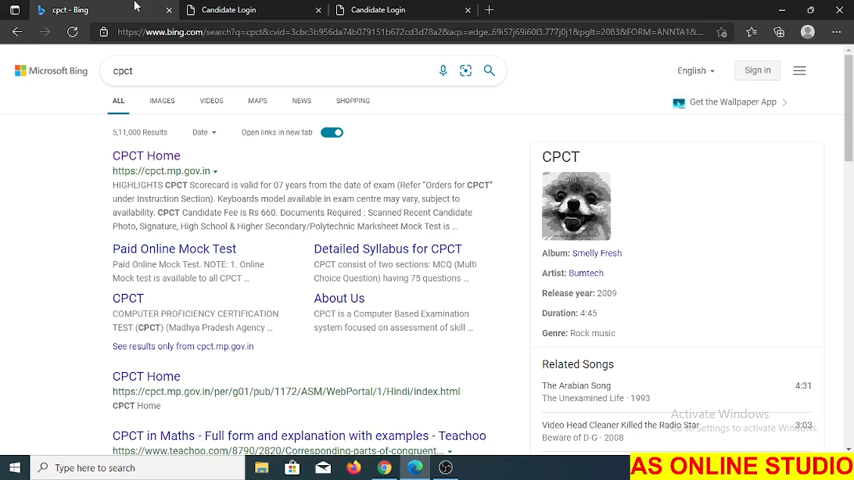 cpct - Bing
Candidate Login
Candidate Login
https://www.bing.com/search?q=cpct&cvid=3cbc3b956da74b079151b672cd3d78a2&aqs=edge..69i57j69i60l3.777j0j1&pglt=2083&FORM=ANNTA1&...
Microsoft Bing
cpct
English
Sign in
ALL IMAGES VIDEOS MAPS NEWS SHOPPING
Get the Wallpaper App
5,11,000 Results Date Open links in new tab
CPCT Home
https://cpct.mp.gov.in
HIGHLIGHTS CPCT Scorecard is valid for 07 years from the date of exam (Refer "Orders for CPCT"
under Instruction Section). Keyboards model available in exam centre may vary, subject to
availability. CPCT Candidate Fee is Rs 660. Documents Required : Scanned Recent Candidate
Photo, Signature, High School & Higher Secondary/Polytechnic Marksheet Mock Test is ...
Paid Online Mock Test
Paid Online Mock Test. NOTE: 1. Online
Mock test is available to all CPCT ...
Detailed Syllabus for CPCT
CPCT consist of two sections: MCQ (Multi
Choice Question) having 75 questions ...
CPCT
COMPUTER PROFICIENCY CERTIFICATION
TEST (CPCT) (Madhya Pradesh Agency ...
About Us
CPCT is a Computer Based Examination
system focused on assessment of skill ...
See results only from cpct.mp.gov.in
CPCT Home
https://cpct.mp.gov.in/per/g01/pub/1172/ASM/WebPortal/1/Hindi/index.html
CPCT Home
CPCT in Maths - Full form and explanation with examples - Teachoo
https://www.teachoo.com/8790/2820/Corresponding-parts-of-congruent...
CPCT
Album: Smelly Fresh
Artist: Bumtech
Release year: 2009
Duration: 4:45
Genre: Rock music
Related Songs
The Arabian Song 4:31
The Unexamined Life · 1993
Video Head Cleaner Killed the Radio Star 3:03
Beware of D-G · 2008
Activate Windows
Go to Settings to activate Windows.
Type here to search
AS ONLINE STUDIO